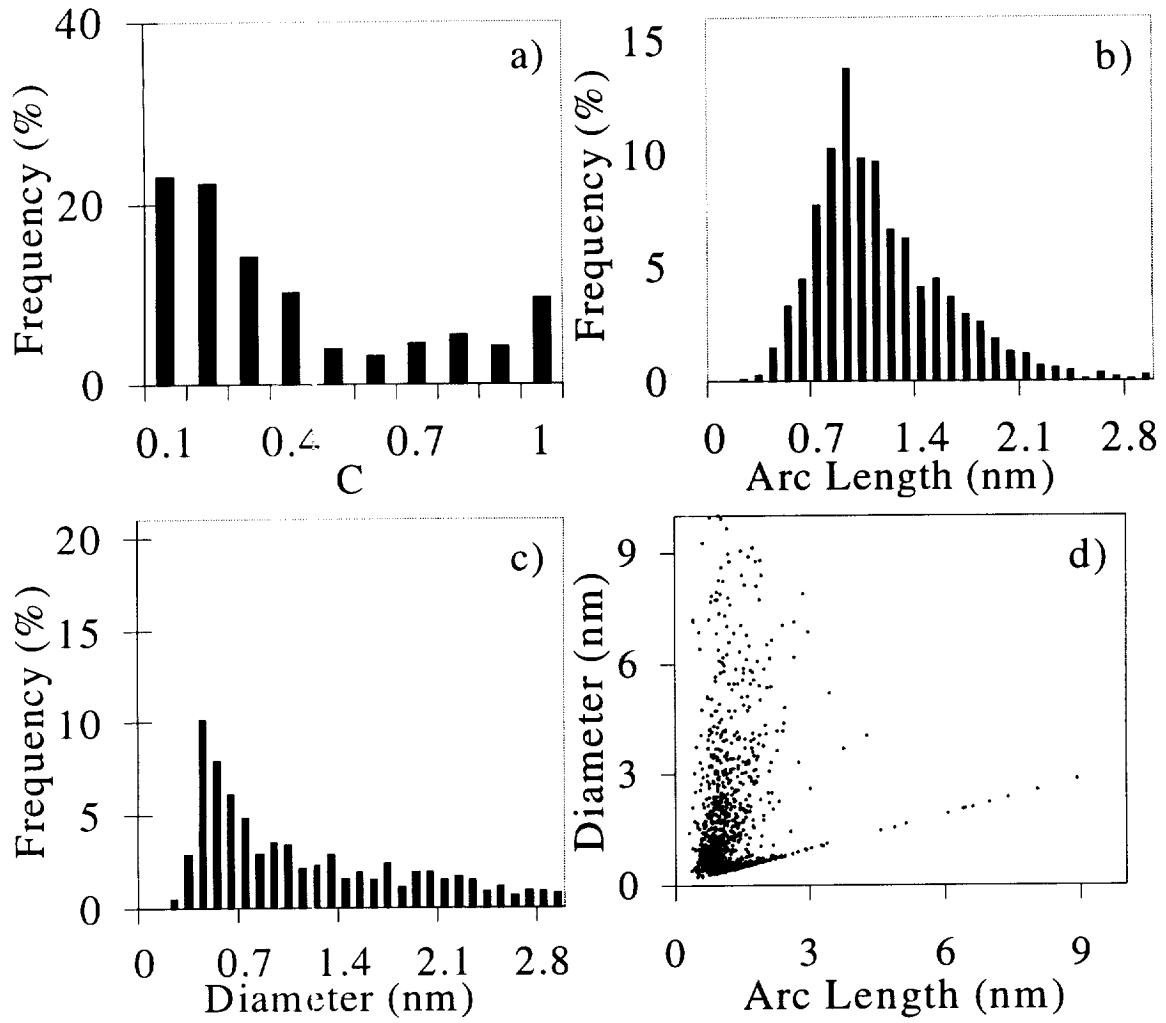 a)
Frequency (%)
40
20
0
0.1 0.4 0.7 1
C
b)
Frequency (%)
15
10
5
0
0 0.7 1.4 2.1 2.8
Arc Length (nm)
c)
Frequency (%)
20
15
10
5
0
0 0.7 1.4 2.1 2.8
Diameter (nm)
d)
Diameter (nm)
9
6
3
0
0 3 6 9
Arc Length (nm)